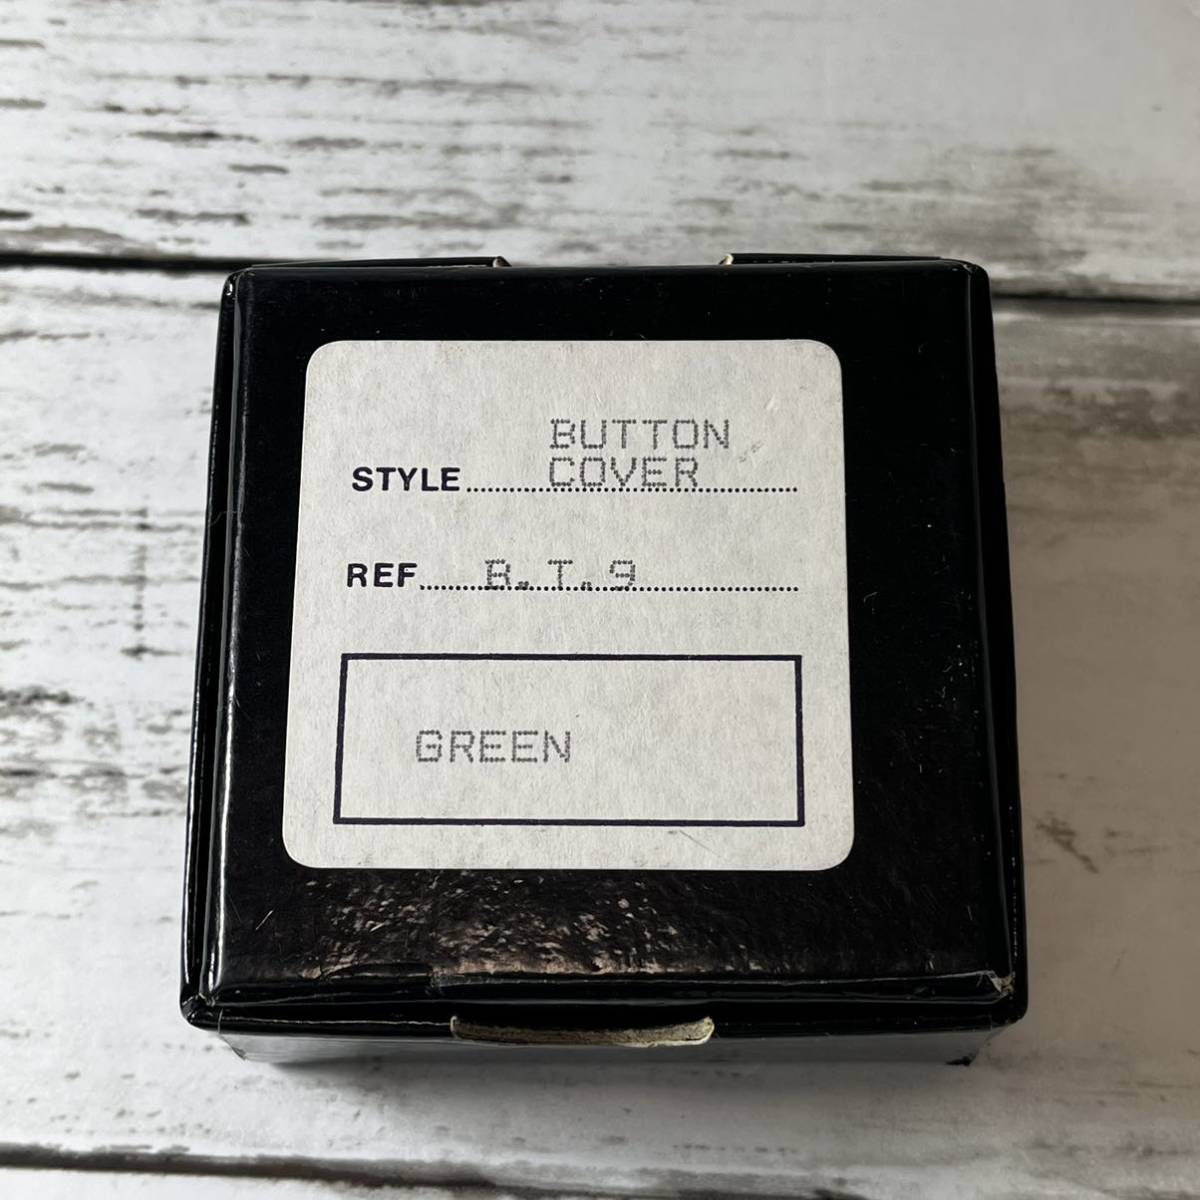 BUTTON
STYLE COVER
REF B.T.9
GREEN